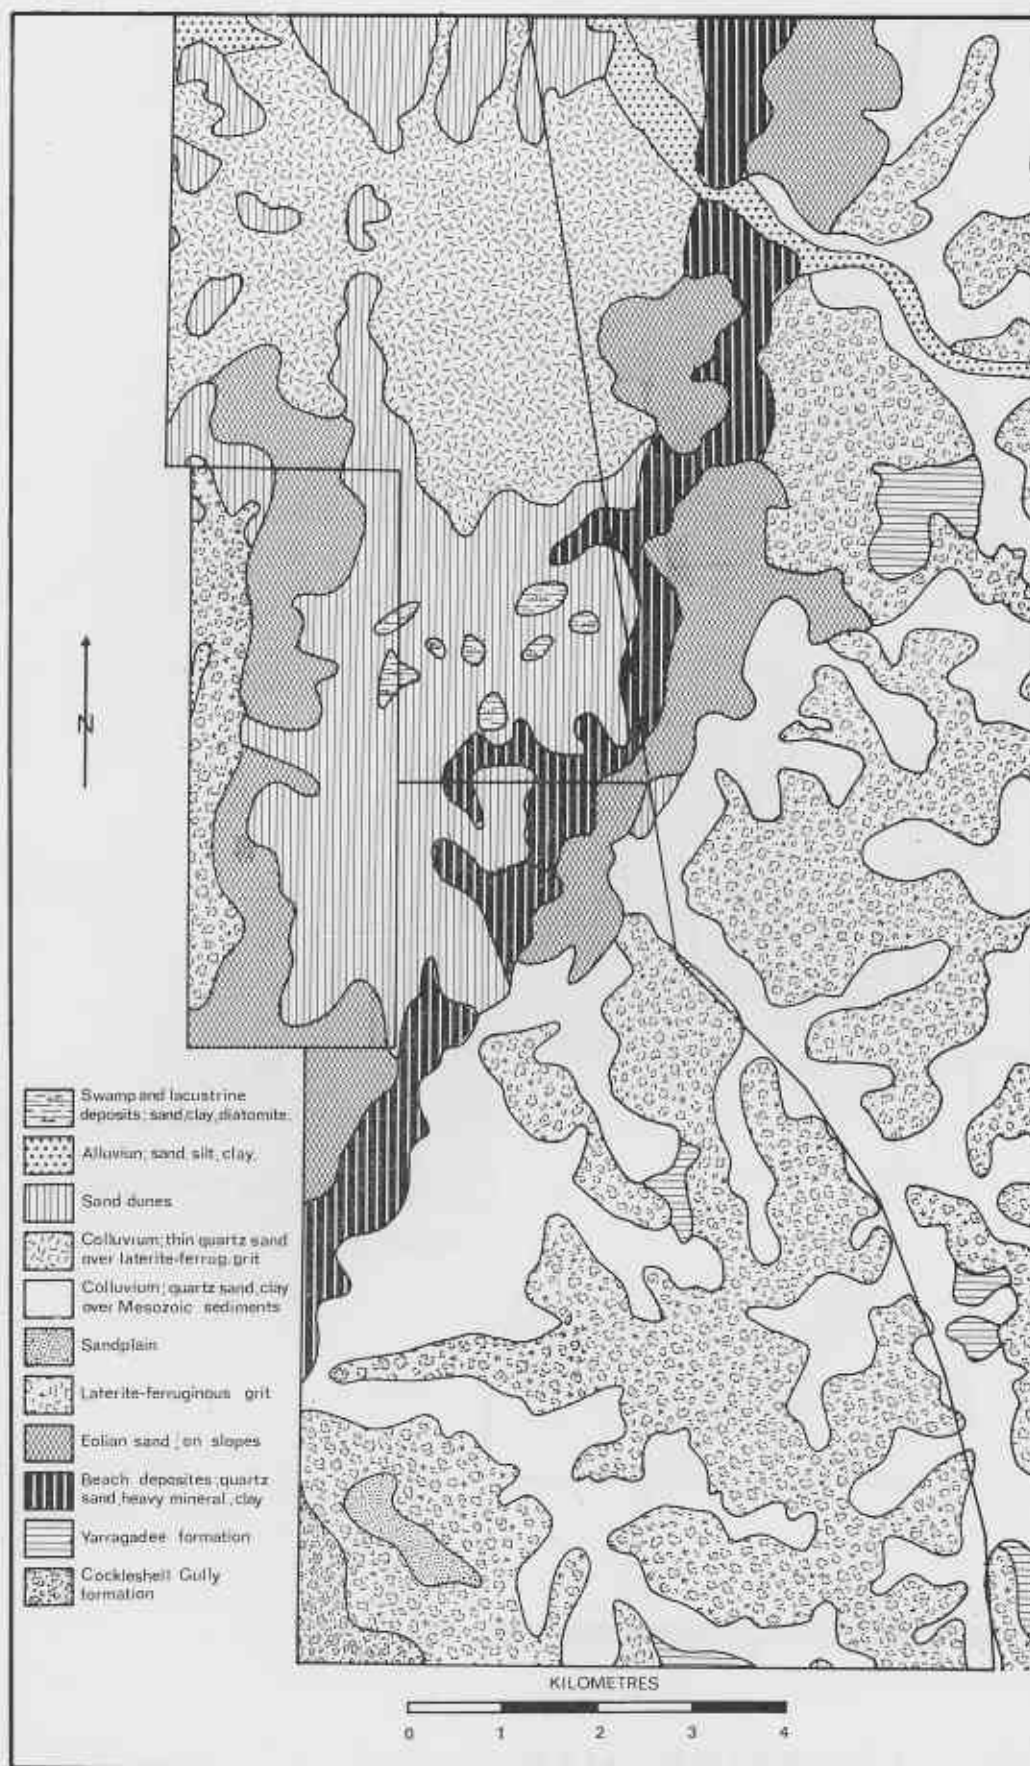 N
Swamp and lacustrine
deposits; sand, clay, diatomite.
Alluviun; sand, silt, clay.
Sand dunes
Colluvium; thin quartz sand
over laterite-ferrug. grit
Colluvium; quartz sand, clay
over Mesozoic sediments
Sandplain
Laterite-ferruginous grit
Eolian sand; on slopes
Beach deposites; quartz
sand, heavy mineral, clay
Yarragadee formation
Cockleshell Gully
formation
KILOMETRES
0 1 2 3 4